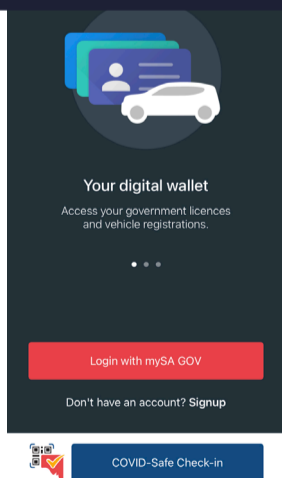 Your digital wallet
Access your government licences
and vehicle registrations.
Login with mySA GOV
Don't have an account? Signup
COVID-Safe Check-in